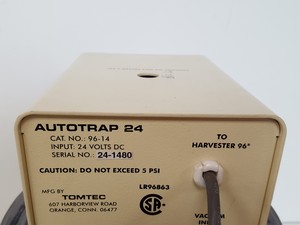 AUTOTRAP 24
CAT. NO.: 96-14
INPUT: 24 VOLTS DC
SERIAL NO.: 24-1480
TO
HARVESTER 96®
CAUTION: DO NOT EXCEED 5 PSI
MFG BY
TOMTEC
607 HARBORVIEW ROAD
ORANGE, CONN. 06477
LR96863
VACUUM